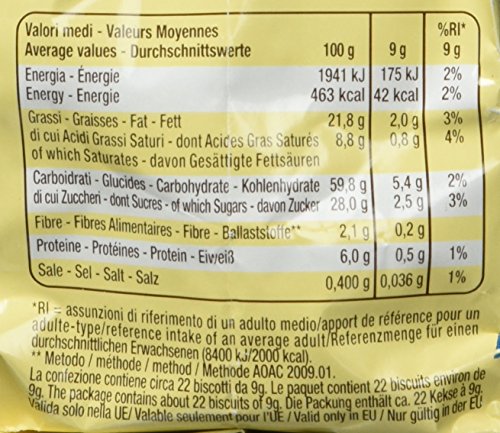 Valori medi - Valeurs Moyennes %RI*
Average values - Durchschnittswerte 100 g 9 g 9 g
Energia - Énergie 1941 kJ 175 kJ 2%
Energy - Energie 463 kcal 42 kcal 2%
Grassi - Graisses - Fat - Fett 21,8 g 2,0 g 3%
di cui Acidi Grassi Saturi - dont Acides Gras Saturés 8,8 g 0,8 g 4%
of which Saturates - davon Gesättigte Fettsäuren
Carboidrati - Glucides - Carbohydrate - Kohlenhydrate 59,8 g 5,4 g 2%
di cui Zuccheri - dont Sucres - of which Sugars - davon Zucker 28,0 g 2,5 g 3%
Fibre - Fibres Alimentaires - Fibre - Ballaststoffe** 2,1 g 0,2 g
Proteine - Protéines - Protein - Eiweiß 6,0 g 0,5 g 1%
Sale - Sel - Salt - Salz 0,400 g 0,036 g 1%
*RI = assunzioni di riferimento di un adulto medio/apport de référence pour un
adulte-type/reference intake of an average adult/Referenzmenge für einen
durchschnittlichen Erwachsenen (8400 kJ/2000 kcal).
** Metodo / méthode / method / Methode AOAC 2009.01.
La confezione contiene circa 22 biscotti da 9g. Le paquet contient 22 biscuits environ de
9g. The package contains about 22 biscuits of 9g. Die Packung enthält ca. 22 Kekse à 9g.
Valida solo nella UE/ Valable seulement pour l'UE / Valid only in EU / Nur gültig in der EU